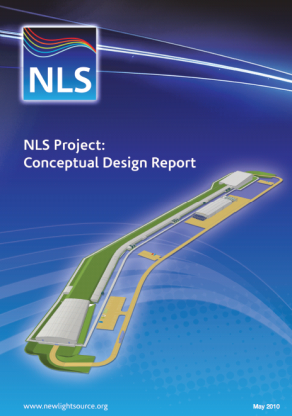 NLS
NLS Project:
Conceptual Design Report
www.newlightsource.org
May 2010